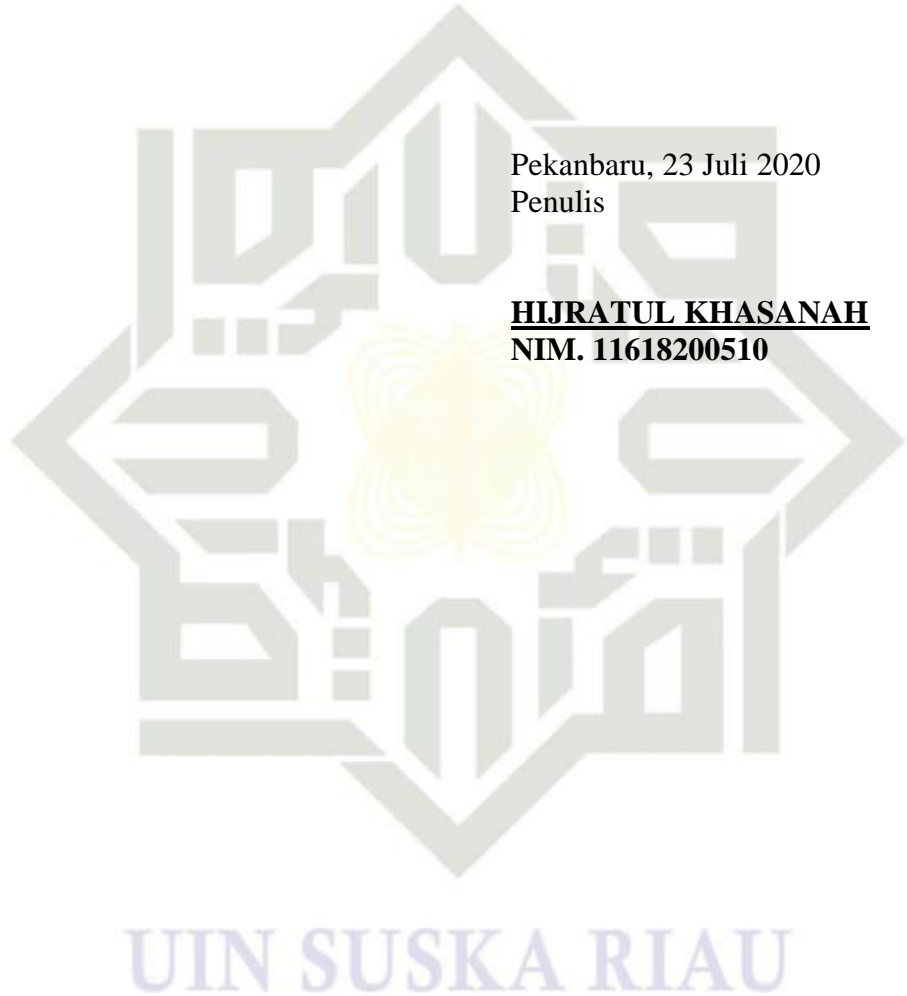 Pekanbaru, 23 Juli 2020
Penulis
HIJRATUL KHASANAH
NIM. 11618200510
UIN SUSKA RIAU